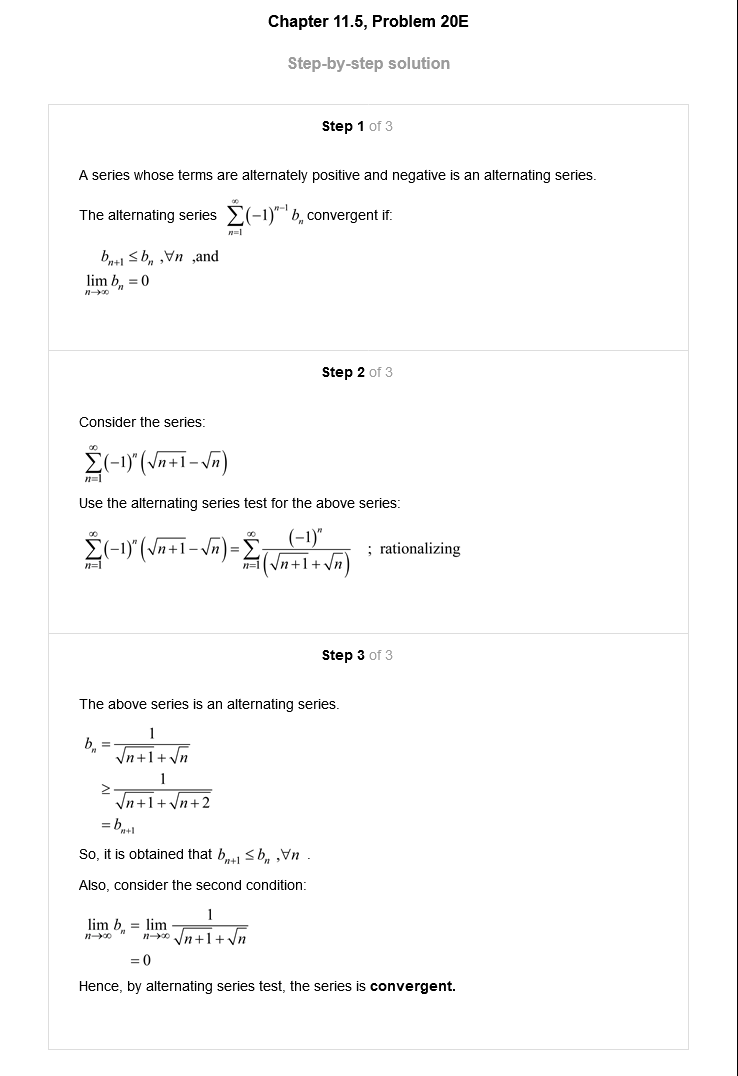 Chapter 11.5, Problem 20E
Step-by-step solution
Step 1 of 3
A series whose terms are alternately positive and negative is an alternating series.
The alternating series $\sum_{n=1}^{\infty}(-1)^{n-1} b_n$ convergent if:
$b_{n+1} \le b_n$ ,$\forall n$ ,and
$\lim_{n\to\infty} b_n = 0$
Step 2 of 3
Consider the series:
$\sum_{n=1}^{\infty}(-1)^n\left(\sqrt{n+1}-\sqrt{n}\right)$
Use the alternating series test for the above series:
$\sum_{n=1}^{\infty}(-1)^n\left(\sqrt{n+1}-\sqrt{n}\right)=\sum_{n=1}^{\infty}\frac{(-1)^n}{\left(\sqrt{n+1}+\sqrt{n}\right)}$ ; rationalizing
Step 3 of 3
The above series is an alternating series.
$b_n = \frac{1}{\sqrt{n+1}+\sqrt{n}}$
$\ge \frac{1}{\sqrt{n+1}+\sqrt{n+2}}$
$= b_{n+1}$
So, it is obtained that $b_{n+1} \le b_n$ ,$\forall n$ .
Also, consider the second condition:
$\lim_{n\to\infty} b_n = \lim_{n\to\infty} \frac{1}{\sqrt{n+1}+\sqrt{n}}$
$= 0$
Hence, by alternating series test, the series is convergent.